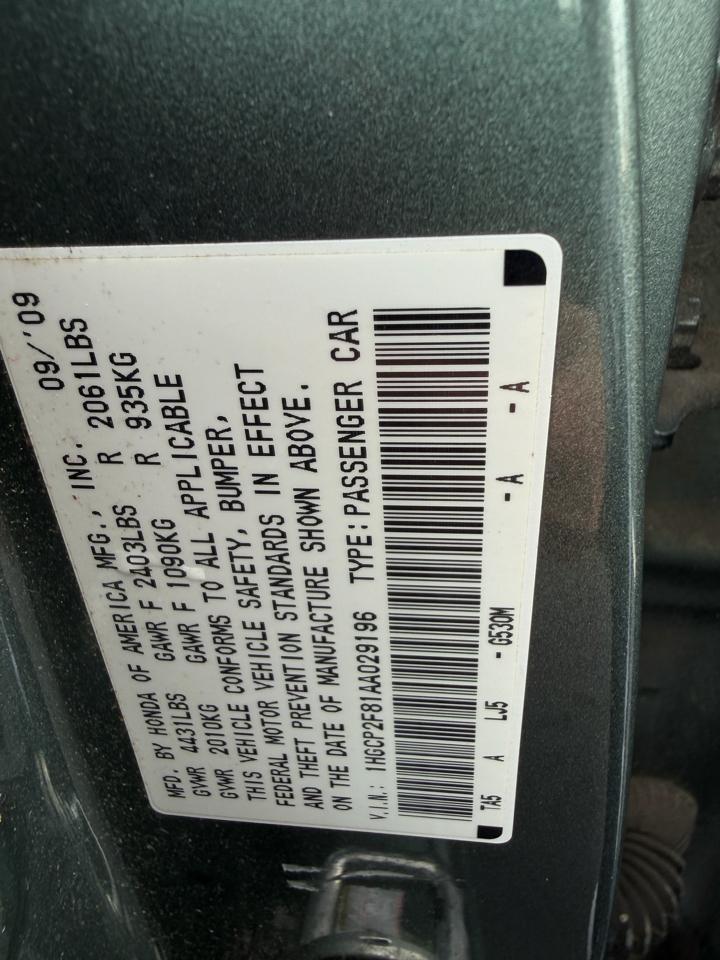 MFD. BY HONDA OF AMERICA MFG., INC. 09/'09
GVWR 4431LBS GAWR F 2403LBS R 2061LBS
GVWR 2010KG GAWR F 1090KG R 935KG
THIS VEHICLE CONFORMS TO ALL APPLICABLE
FEDERAL MOTOR VEHICLE SAFETY, BUMPER,
AND THEFT PREVENTION STANDARDS IN EFFECT
ON THE DATE OF MANUFACTURE SHOWN ABOVE.
V.I.N.: 1HGCP2F81AA029196 TYPE: PASSENGER CAR
TA5 A LJ5 - G530M - A - A